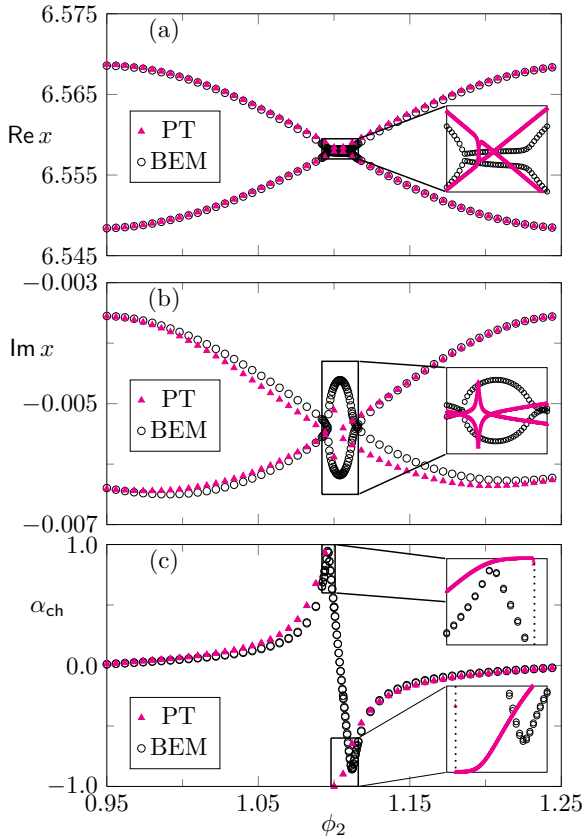 6.575
(a)
6.565
Re x
PT
BEM
6.555
6.545
−0.003
(b)
Im x
−0.005
PT
BEM
−0.007
1.0
(c)
α_ch
0.0
PT
BEM
−1.0
0.95 1.05 1.15 1.25
ϕ₂